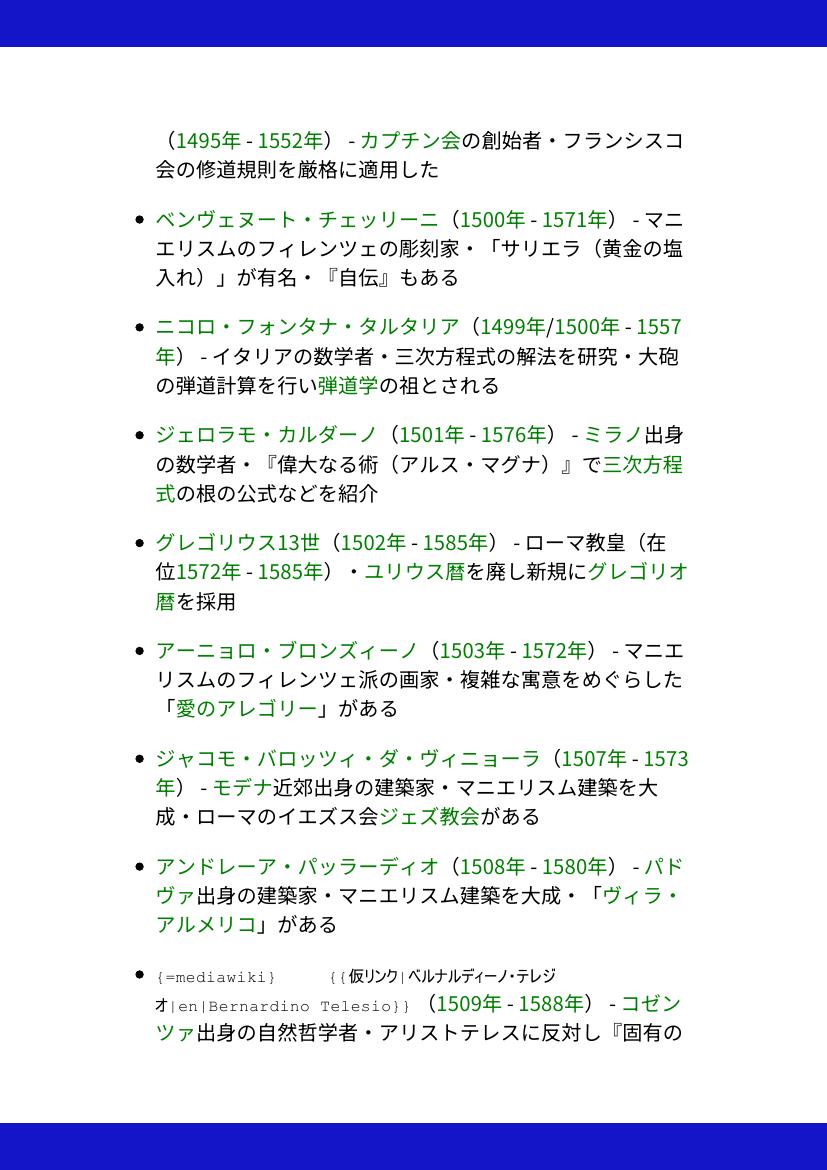 （1495年 - 1552年） - カプチン会の創始者・フランシスコ
会の修道規則を厳格に適用した
● ベンヴェヌート・チェッリーニ（1500年 - 1571年） - マニ
エリスムのフィレンツェの彫刻家・「サリエラ（黄金の塩
入れ）」が有名・『自伝』もある
● ニコロ・フォンタナ・タルタリア（1499年/1500年 - 1557
年） - イタリアの数学者・三次方程式の解法を研究・大砲
の弾道計算を行い弾道学の祖とされる
● ジェロラモ・カルダーノ（1501年 - 1576年） - ミラノ出身
の数学者・『偉大なる術（アルス・マグナ）』で三次方程
式の根の公式などを紹介
● グレゴリウス13世（1502年 - 1585年） - ローマ教皇（在
位1572年 - 1585年）・ユリウス暦を廃し新規にグレゴリオ
暦を採用
● アーニョロ・ブロンズィーノ（1503年 - 1572年） - マニエ
リスムのフィレンツェ派の画家・複雑な寓意をめぐらした
「愛のアレゴリー」がある
● ジャコモ・バロッツィ・ダ・ヴィニョーラ（1507年 - 1573
年） - モデナ近郊出身の建築家・マニエリスム建築を大
成・ローマのイエズス会ジェズ教会がある
● アンドレーア・パッラーディオ（1508年 - 1580年） - パド
ヴァ出身の建築家・マニエリスム建築を大成・「ヴィラ・
アルメリコ」がある
● {=mediawiki} {{仮リンク|ベルナルディーノ・テレジ
オ|en|Bernardino Telesio}}（1509年 - 1588年） - コゼン
ツァ出身の自然哲学者・アリストテレスに反対し『固有の